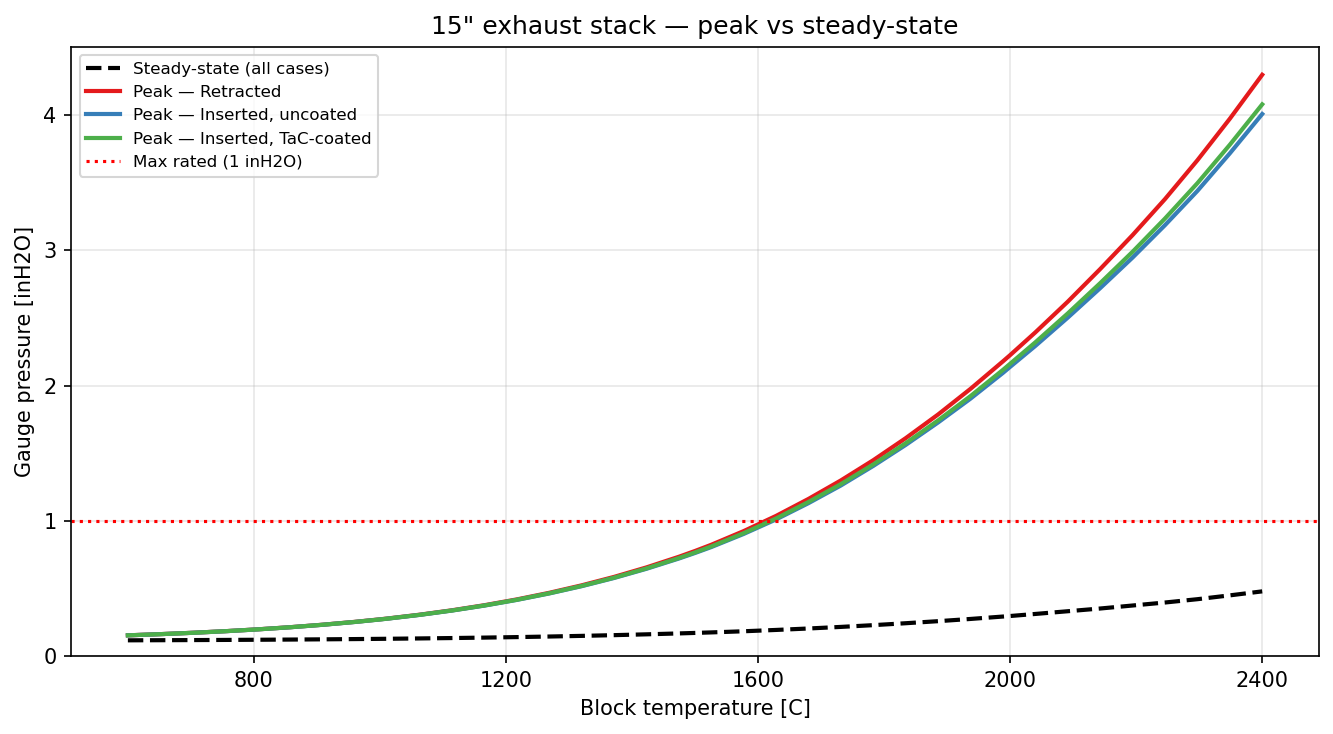 15" exhaust stack — peak vs steady-state
Steady-state (all cases)
Peak — Retracted
Peak — Inserted, uncoated
Peak — Inserted, TaC-coated
Max rated (1 inH2O)
Gauge pressure [inH2O]
4
3
2
1
0
800 1200 1600 2000 2400
Block temperature [C]